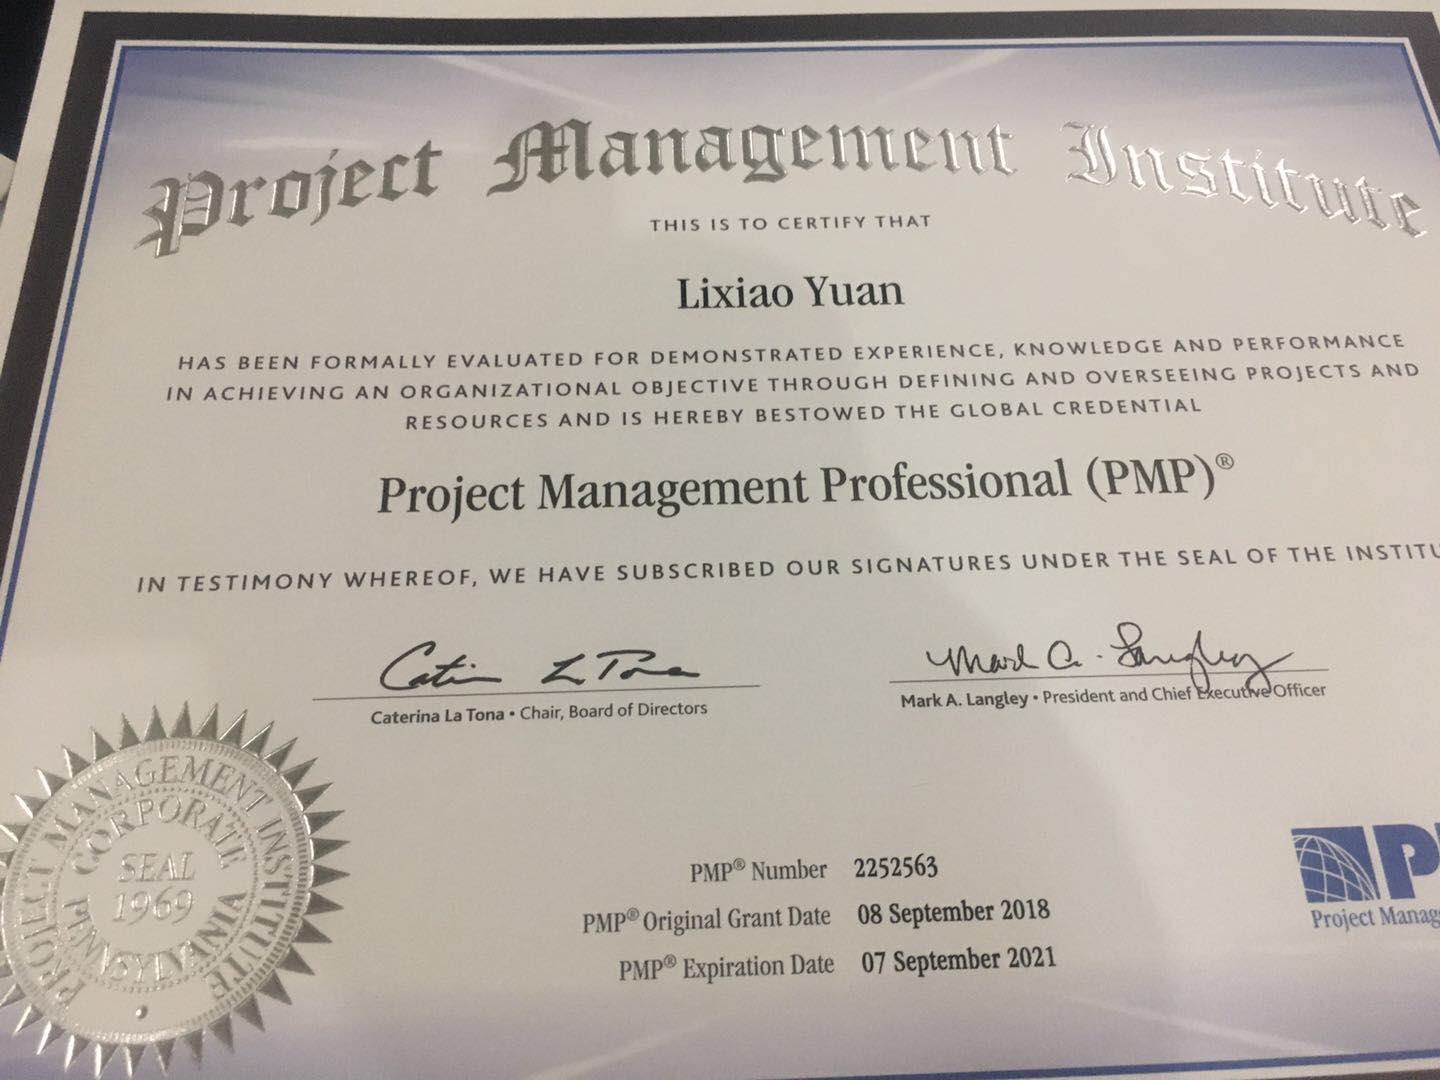 Project Management Institute
THIS IS TO CERTIFY THAT
Lixiao Yuan
HAS BEEN FORMALLY EVALUATED FOR DEMONSTRATED EXPERIENCE, KNOWLEDGE AND PERFORMANCE
IN ACHIEVING AN ORGANIZATIONAL OBJECTIVE THROUGH DEFINING AND OVERSEEING PROJECTS AND
RESOURCES AND IS HEREBY BESTOWED THE GLOBAL CREDENTIAL
Project Management Professional (PMP)®
IN TESTIMONY WHEREOF, WE HAVE SUBSCRIBED OUR SIGNATURES UNDER THE SEAL OF THE INSTITU
Caterina La Tona • Chair, Board of Directors
Mark A. Langley
Mark A. Langley • President and Chief Executive Officer
PROJECT MANAGEMENT INSTITUTE
CORPORATE
SEAL
1969
PENNSYLVANIA
PMP® Number 2252563
PMP® Original Grant Date 08 September 2018
PMP® Expiration Date 07 September 2021
P
Project Manag